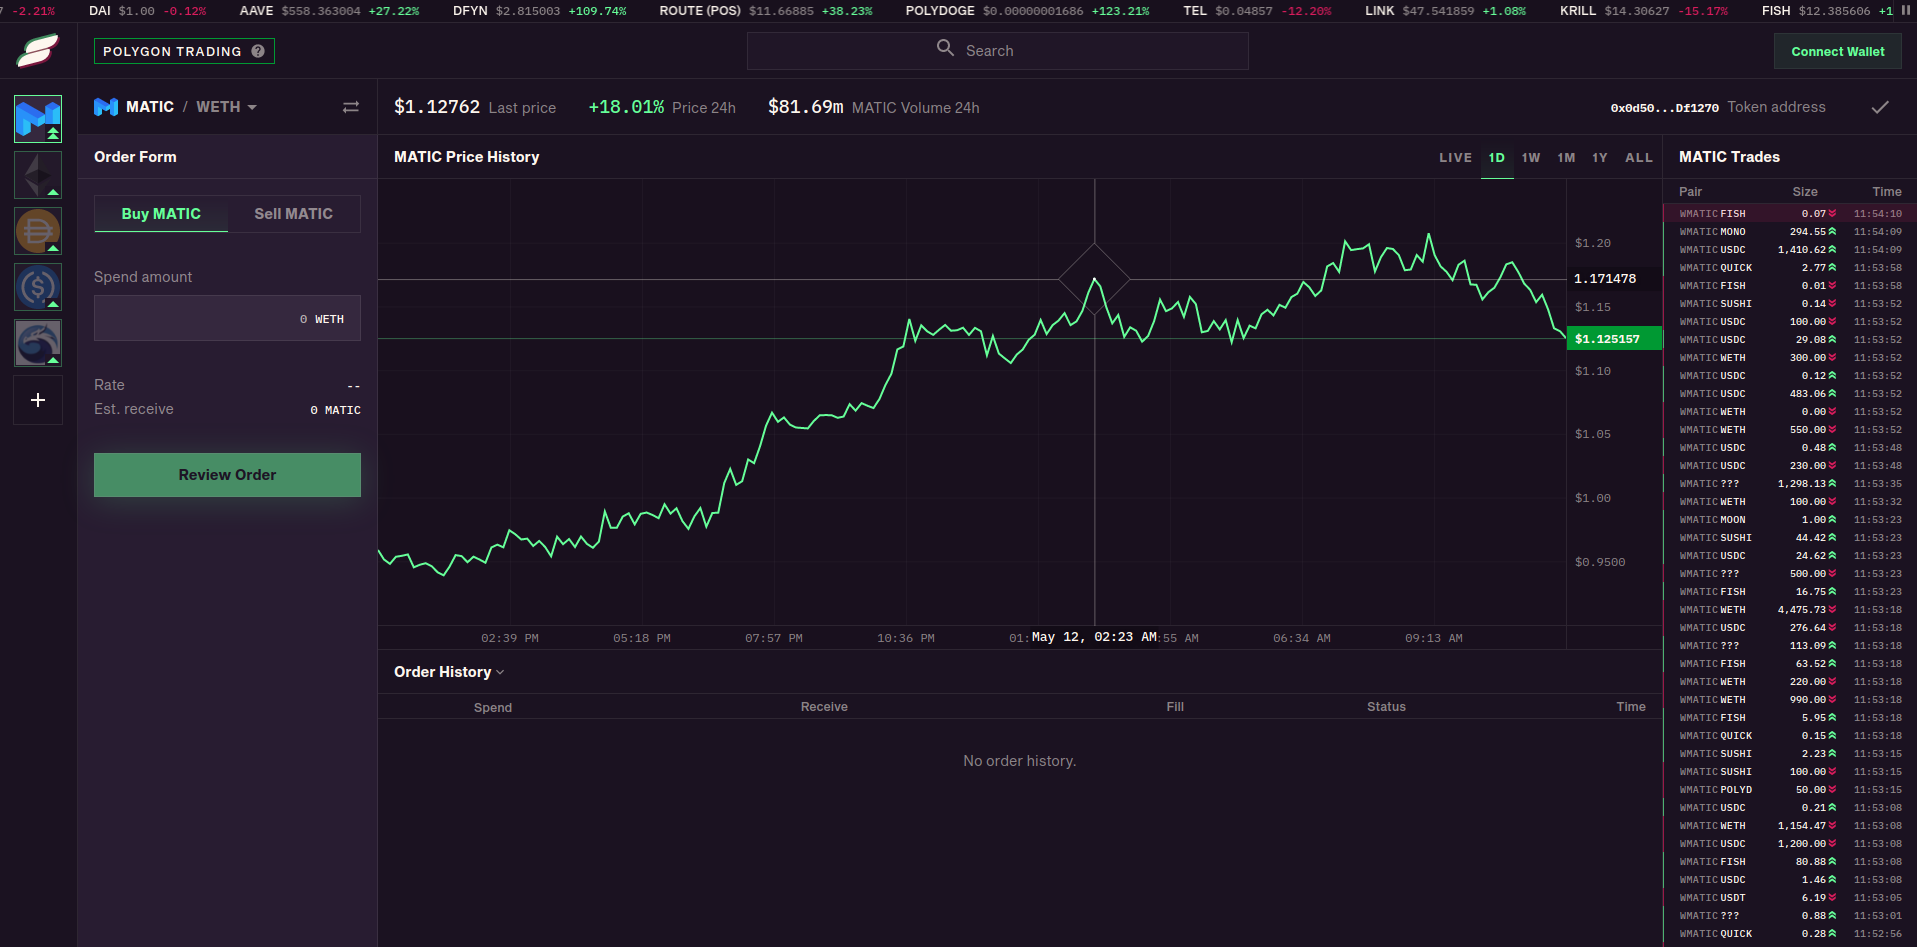 -2.21% DAI $1.00 -0.12% AAVE $558.363004 +27.22% DFYN $2.815003 +109.74% ROUTE (POS) $11.66885 +38.23% POLYDOGE $0.00000001686 +123.21% TEL $0.04857 -12.20% LINK $47.541859 +1.08% KRILL $14.30627 -15.17% FISH $12.385606 +1
POLYGON TRADING ?
Search
Connect Wallet
MATIC / WETH
$1.12762 Last price +18.01% Price 24h $81.69m MATIC Volume 24h
0x0d50...Df1270 Token address
Order Form
Buy MATIC Sell MATIC
Spend amount
0 WETH
Rate --
Est. receive 0 MATIC
Review Order
MATIC Price History
LIVE 1D 1W 1M 1Y ALL
$1.20
1.171478
$1.15
$1.125157
$1.10
$1.05
$1.00
$0.9500
02:39 PM 05:18 PM 07:57 PM 10:36 PM 01: May 12, 02:23 AM :55 AM 06:34 AM 09:13 AM
Order History
Spend Receive Fill Status Time
No order history.
MATIC Trades
Pair Size Time
WMATIC FISH 0.07 11:54:10
WMATIC MONO 294.55 11:54:09
WMATIC USDC 1,410.62 11:54:09
WMATIC QUICK 2.77 11:53:58
WMATIC FISH 0.01 11:53:58
WMATIC SUSHI 0.14 11:53:52
WMATIC USDC 100.00 11:53:52
WMATIC USDC 29.08 11:53:52
WMATIC WETH 300.00 11:53:52
WMATIC USDC 0.12 11:53:52
WMATIC USDC 483.06 11:53:52
WMATIC WETH 0.00 11:53:52
WMATIC WETH 550.00 11:53:52
WMATIC USDC 0.48 11:53:48
WMATIC USDC 230.00 11:53:48
WMATIC ??? 1,298.13 11:53:35
WMATIC WETH 100.00 11:53:32
WMATIC MOON 1.00 11:53:23
WMATIC SUSHI 44.42 11:53:23
WMATIC USDC 24.62 11:53:23
WMATIC ??? 500.00 11:53:23
WMATIC FISH 16.75 11:53:23
WMATIC WETH 4,475.73 11:53:18
WMATIC USDC 276.64 11:53:18
WMATIC ??? 113.09 11:53:18
WMATIC FISH 63.52 11:53:18
WMATIC WETH 220.00 11:53:18
WMATIC WETH 990.00 11:53:18
WMATIC FISH 5.95 11:53:18
WMATIC QUICK 0.15 11:53:18
WMATIC SUSHI 2.23 11:53:15
WMATIC SUSHI 100.00 11:53:15
WMATIC POLYD 50.00 11:53:15
WMATIC USDC 0.21 11:53:08
WMATIC WETH 1,154.47 11:53:08
WMATIC USDC 1,200.00 11:53:08
WMATIC FISH 80.88 11:53:08
WMATIC USDC 1.46 11:53:08
WMATIC USDT 6.19 11:53:05
WMATIC ??? 0.88 11:53:01
WMATIC QUICK 0.28 11:52:56